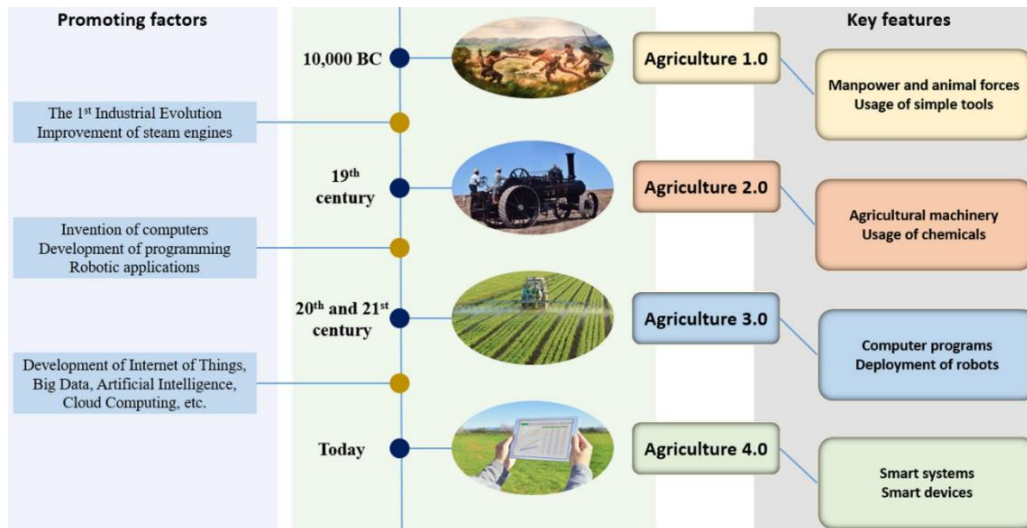 Promoting factors
Key features
10,000 BC
Agriculture 1.0
Manpower and animal forces
Usage of simple tools
The 1st Industrial Evolution
Improvement of steam engines
19th
century
Agriculture 2.0
Agricultural machinery
Usage of chemicals
Invention of computers
Development of programming
Robotic applications
20th and 21st
century
Agriculture 3.0
Computer programs
Deployment of robots
Development of Internet of Things,
Big Data, Artificial Intelligence,
Cloud Computing, etc.
Today
Agriculture 4.0
Smart systems
Smart devices